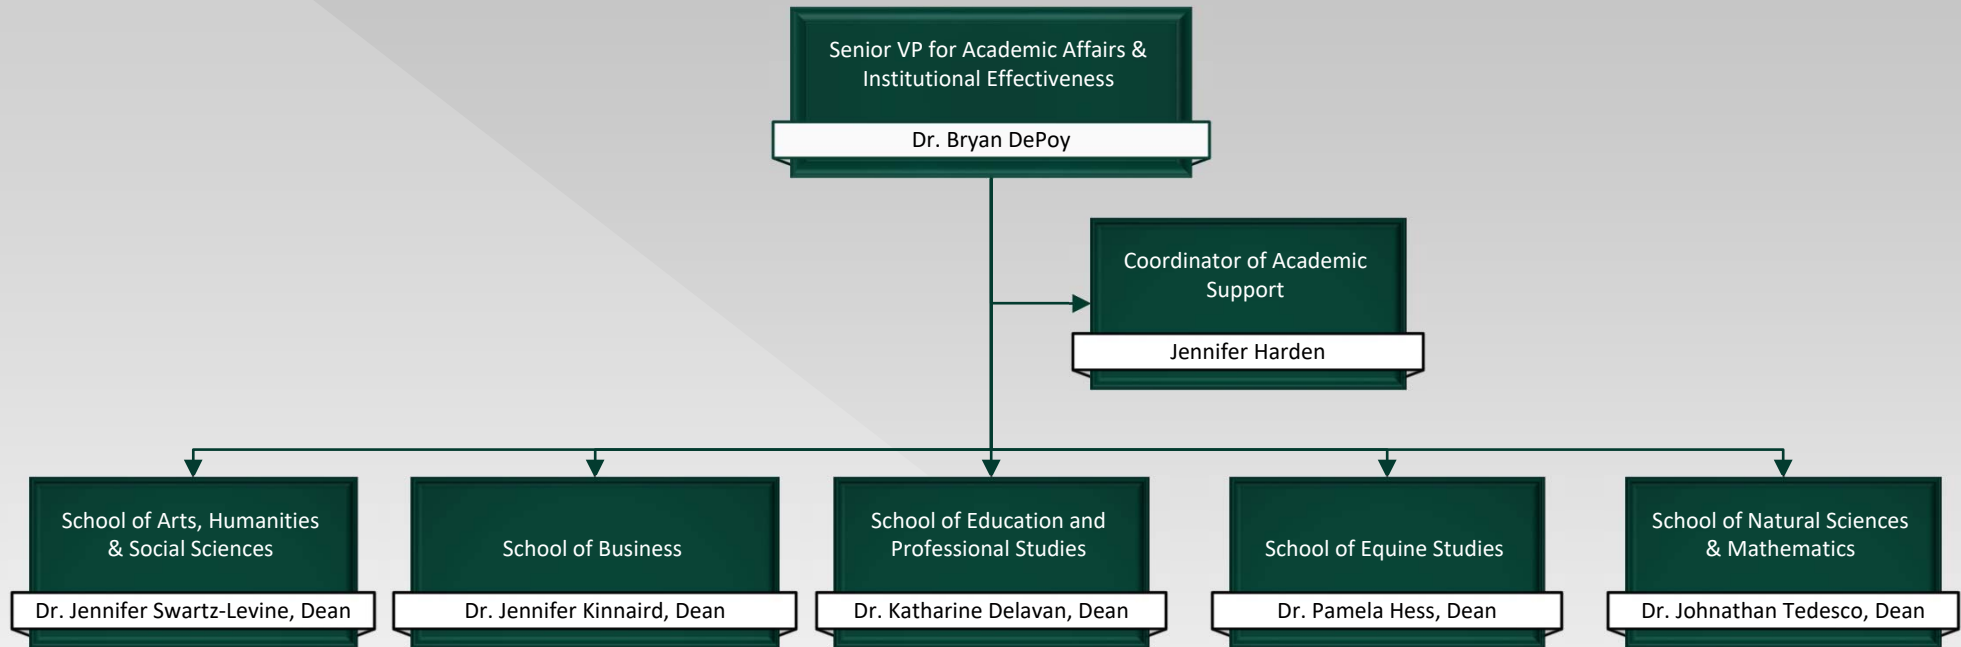 Senior VP for Academic Affairs &
Institutional Effectiveness
Dr. Bryan DePoy
Coordinator of Academic
Support
Jennifer Harden
School of Arts, Humanities
& Social Sciences
Dr. Jennifer Swartz-Levine, Dean
School of Business
Dr. Jennifer Kinnaird, Dean
School of Education and
Professional Studies
Dr. Katharine Delavan, Dean
School of Equine Studies
Dr. Pamela Hess, Dean
School of Natural Sciences
& Mathematics
Dr. Johnathan Tedesco, Dean